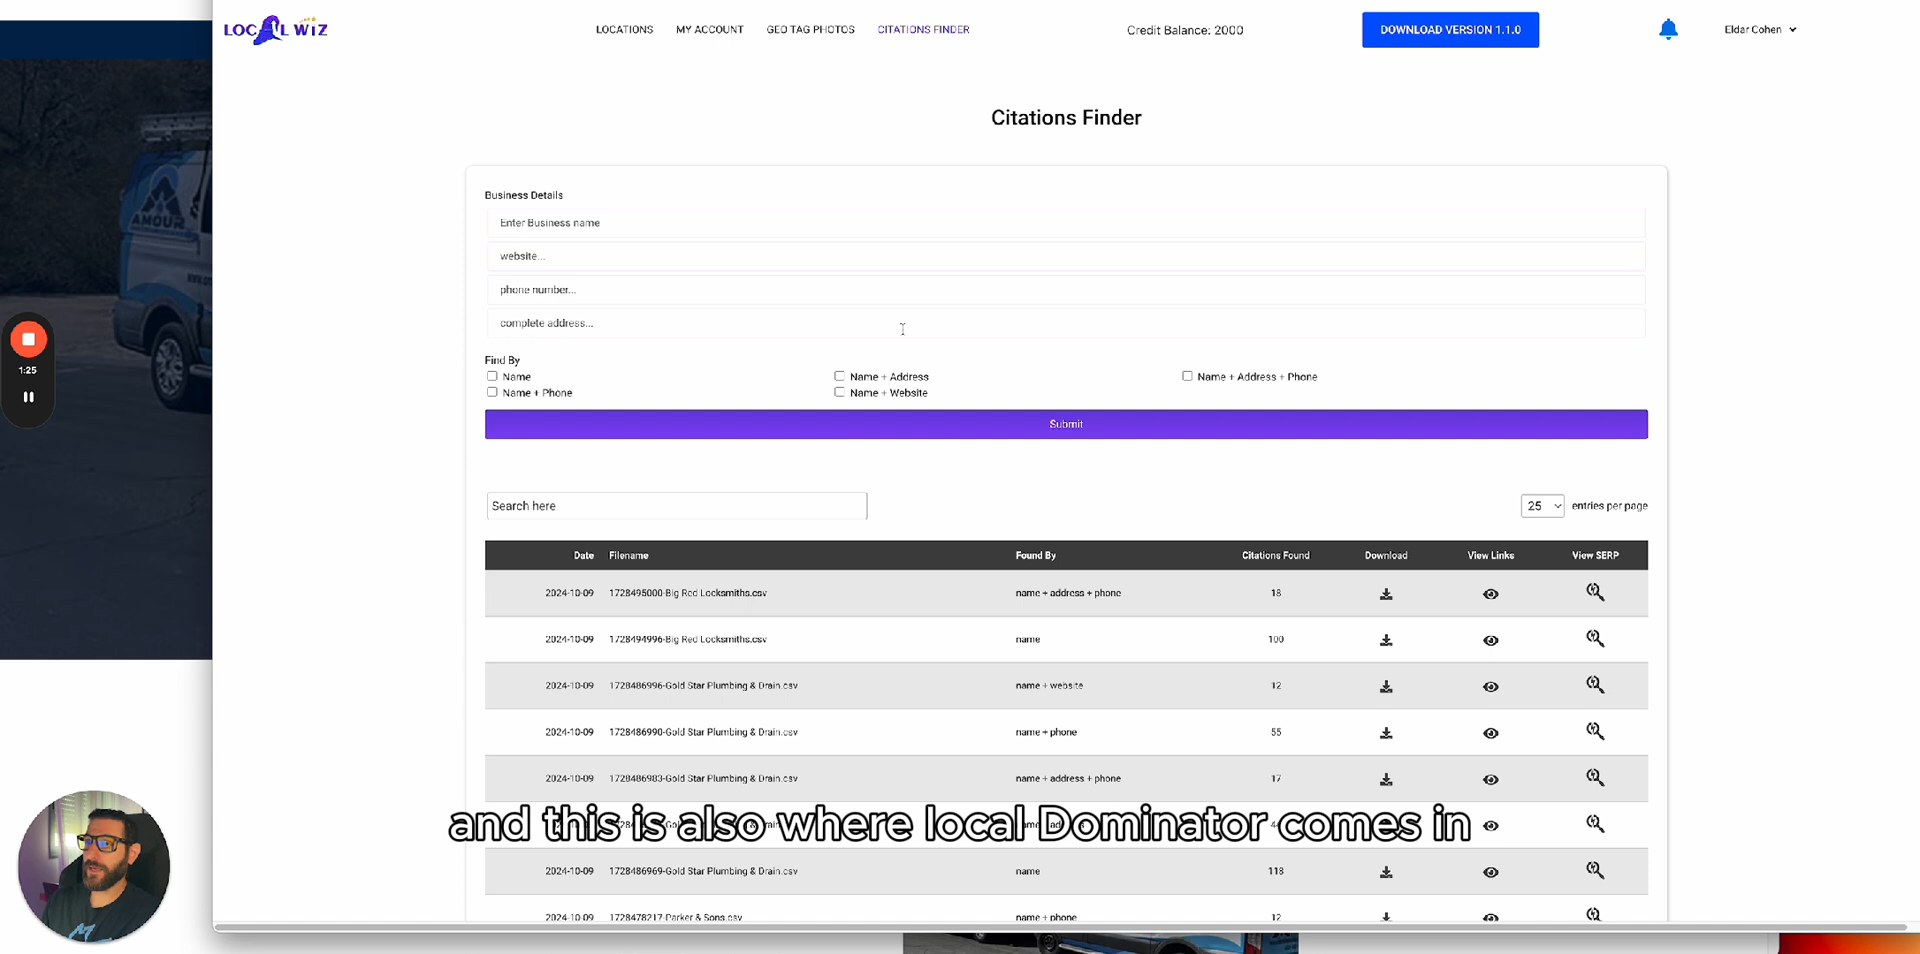 LOCAL WIZ
LOCATIONS MY ACCOUNT GEO TAG PHOTOS CITATIONS FINDER Credit Balance: 2000 DOWNLOAD VERSION 1.1.0 Eldar Cohen
Citations Finder
Business Details
Enter Business name
website...
phone number...
complete address...
Find By
Name Name + Address Name + Address + Phone
Name + Phone Name + Website
Submit
Search here 25 entries per page
Date Filename Found By Citations Found Download View Links View SERP
2024-10-09 1728495000-Big Red Locksmiths.csv name + address + phone 18
2024-10-09 1728494996-Big Red Locksmiths.csv name 100
2024-10-09 1728486996-Gold Star Plumbing & Drain.csv name + website 12
2024-10-09 1728486990-Gold Star Plumbing & Drain.csv name + phone 55
2024-10-09 1728486983-Gold Star Plumbing & Drain.csv name + address + phone 17
and this is also where local Dominator comes in
2024-10-09 1728486969-Gold Star Plumbing & Drain.csv name 118
2024-10-09 1728478217-Parker & Sons.csv name + phone 12
1:25
AMOUR